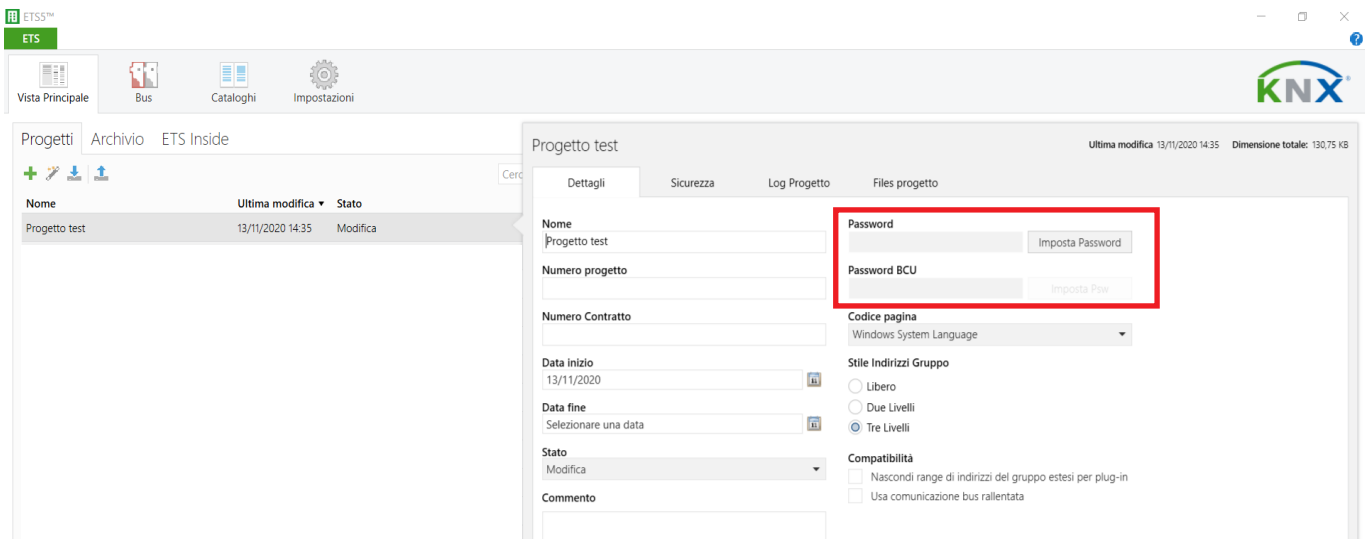 ETS5™
ETS
Vista Principale
Bus
Cataloghi
Impostazioni
KNX
Progetti
Archivio
ETS Inside
Cerc
Nome
Ultima modifica
Stato
Progetto test
13/11/2020 14:35
Modifica
Progetto test
Ultima modifica 13/11/2020 14:35
Dimensione totale: 130,75 KB
Dettagli
Sicurezza
Log Progetto
Files progetto
Nome
Progetto test
Numero progetto
Numero Contratto
Data inizio
13/11/2020
Data fine
Selezionare una data
Stato
Modifica
Commento
Password
Imposta Password
Password BCU
Imposta Psw
Codice pagina
Windows System Language
Stile Indirizzi Gruppo
Libero
Due Livelli
Tre Livelli
Compatibilità
Nascondi range di indirizzi del gruppo estesi per plug-in
Usa comunicazione bus rallentata